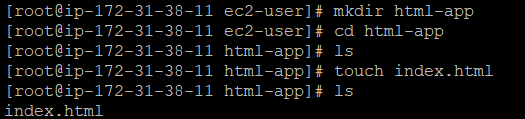 [root@ip-172-31-38-11 ec2-user]# mkdir html-app
[root@ip-172-31-38-11 ec2-user]# cd html-app
[root@ip-172-31-38-11 html-app]# ls
[root@ip-172-31-38-11 html-app]# touch index.html
[root@ip-172-31-38-11 html-app]# ls
index.html